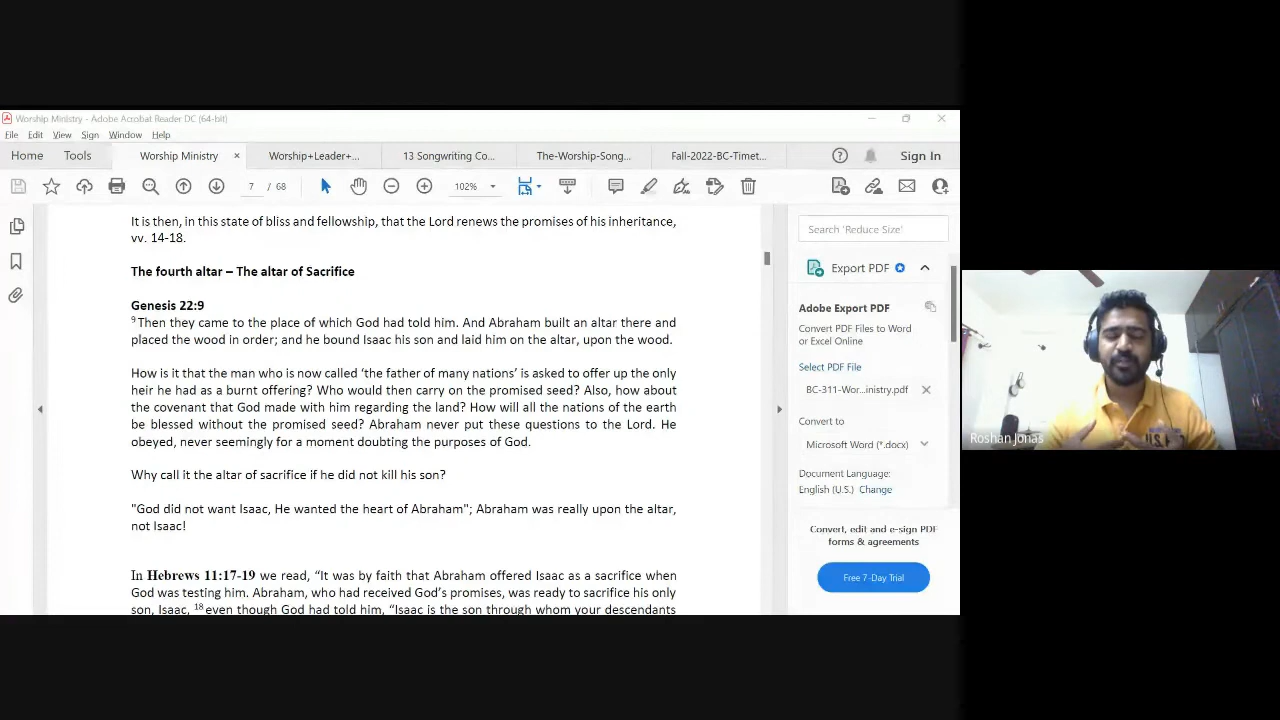 Worship Ministry - Adobe Acrobat Reader DC (64-bit)
File Edit View Sign Window Help
Home Tools Worship Ministry × Worship+Leader+... 13 Songwriting Co... The-Worship-Song... Fall-2022-BC-Timet... Sign In
7 / 68 102%
It is then, in this state of bliss and fellowship, that the Lord renews the promises of his inheritance,
vv. 14-18.
The fourth altar – The altar of Sacrifice
Genesis 22:9
9 Then they came to the place of which God had told him. And Abraham built an altar there and
placed the wood in order; and he bound Isaac his son and laid him on the altar, upon the wood.
How is it that the man who is now called ‘the father of many nations’ is asked to offer up the only
heir he had as a burnt offering? Who would then carry on the promised seed? Also, how about
the covenant that God made with him regarding the land? How will all the nations of the earth
be blessed without the promised seed? Abraham never put these questions to the Lord. He
obeyed, never seemingly for a moment doubting the purposes of God.
Why call it the altar of sacrifice if he did not kill his son?
"God did not want Isaac, He wanted the heart of Abraham"; Abraham was really upon the altar,
not Isaac!
In Hebrews 11:17-19 we read, “It was by faith that Abraham offered Isaac as a sacrifice when
God was testing him. Abraham, who had received God’s promises, was ready to sacrifice his only
son, Isaac, 18 even though God had told him, “Isaac is the son through whom your descendants
Search 'Reduce Size'
Export PDF
Adobe Export PDF
Convert PDF Files to Word
or Excel Online
Select PDF File
BC-311-Wor...inistry.pdf
Convert to
Microsoft Word (*.docx)
Document Language:
English (U.S.) Change
Convert, edit and e-sign PDF
forms & agreements
Free 7-Day Trial
Roshan Jonas